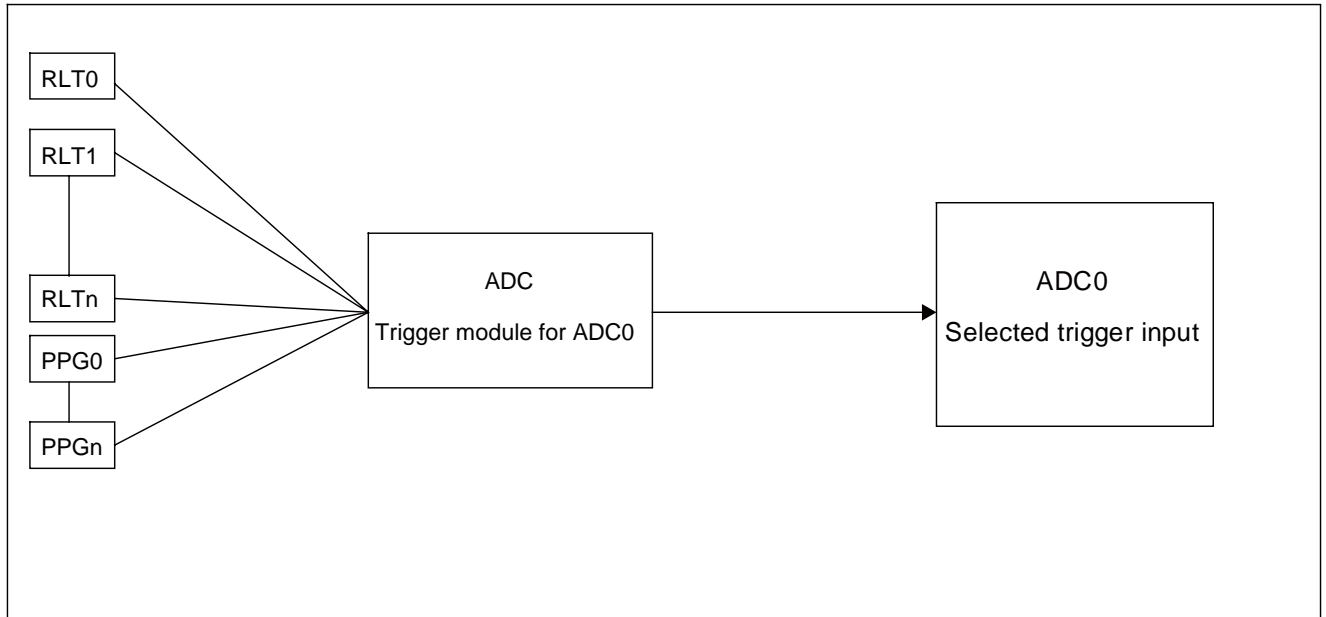 RLT0
RLT1
RLTn
PPG0
PPGn
ADC
Trigger module for ADC0
ADC0
Selected trigger input